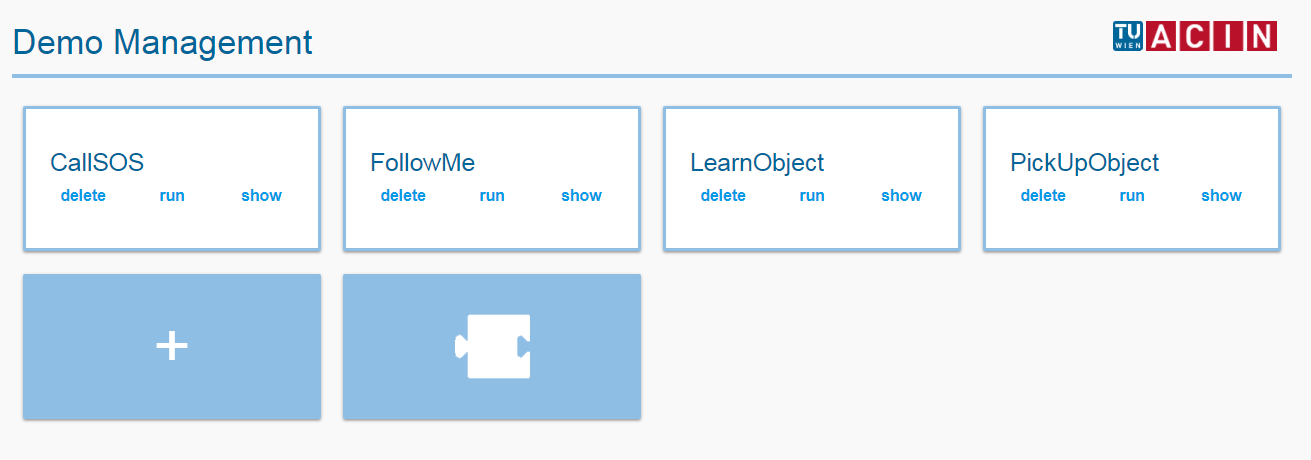 Demo Management
TU
WIEN
ACIN
CallSOS
delete run show
FollowMe
delete run show
LearnObject
delete run show
PickUpObject
delete run show
+